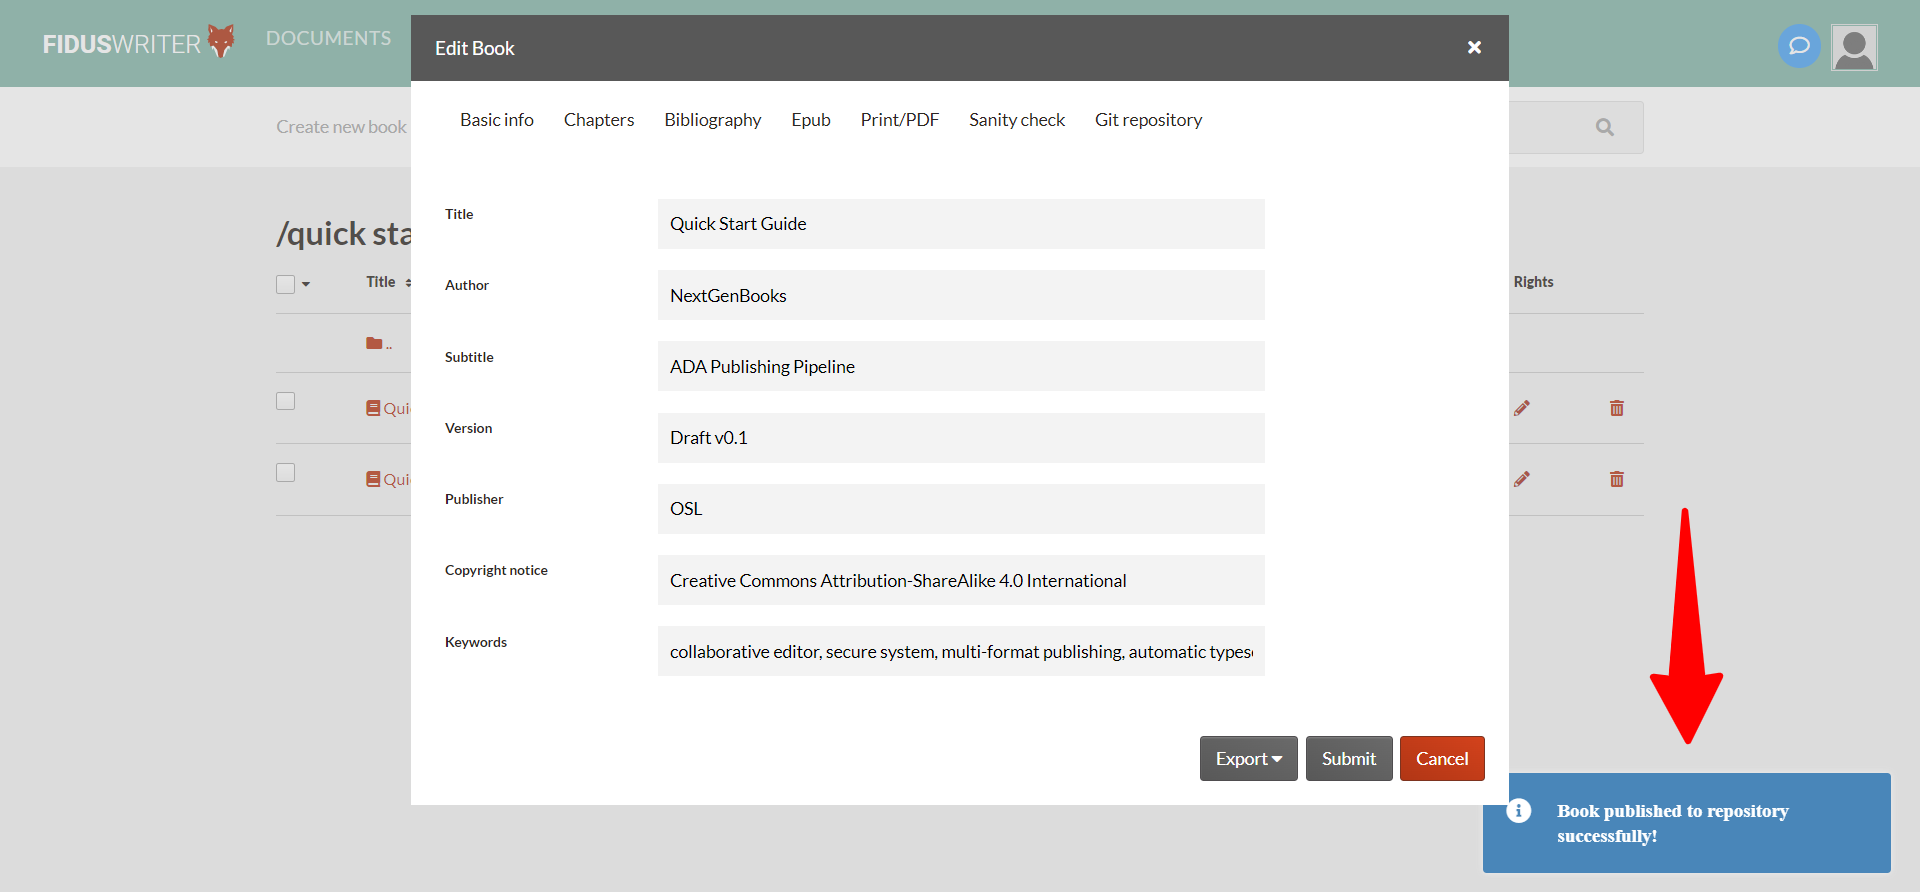 FIDUSWRITER
DOCUMENTS
Edit Book
Create new book
Basic info
Chapters
Bibliography
Epub
Print/PDF
Sanity check
Git repository
/quick sta
Title
Rights
..
Qui
Qui
Title
Quick Start Guide
Author
NextGenBooks
Subtitle
ADA Publishing Pipeline
Version
Draft v0.1
Publisher
OSL
Copyright notice
Creative Commons Attribution-ShareAlike 4.0 International
Keywords
collaborative editor, secure system, multi-format publishing, automatic types
Export
Submit
Cancel
Book published to repository
successfully!